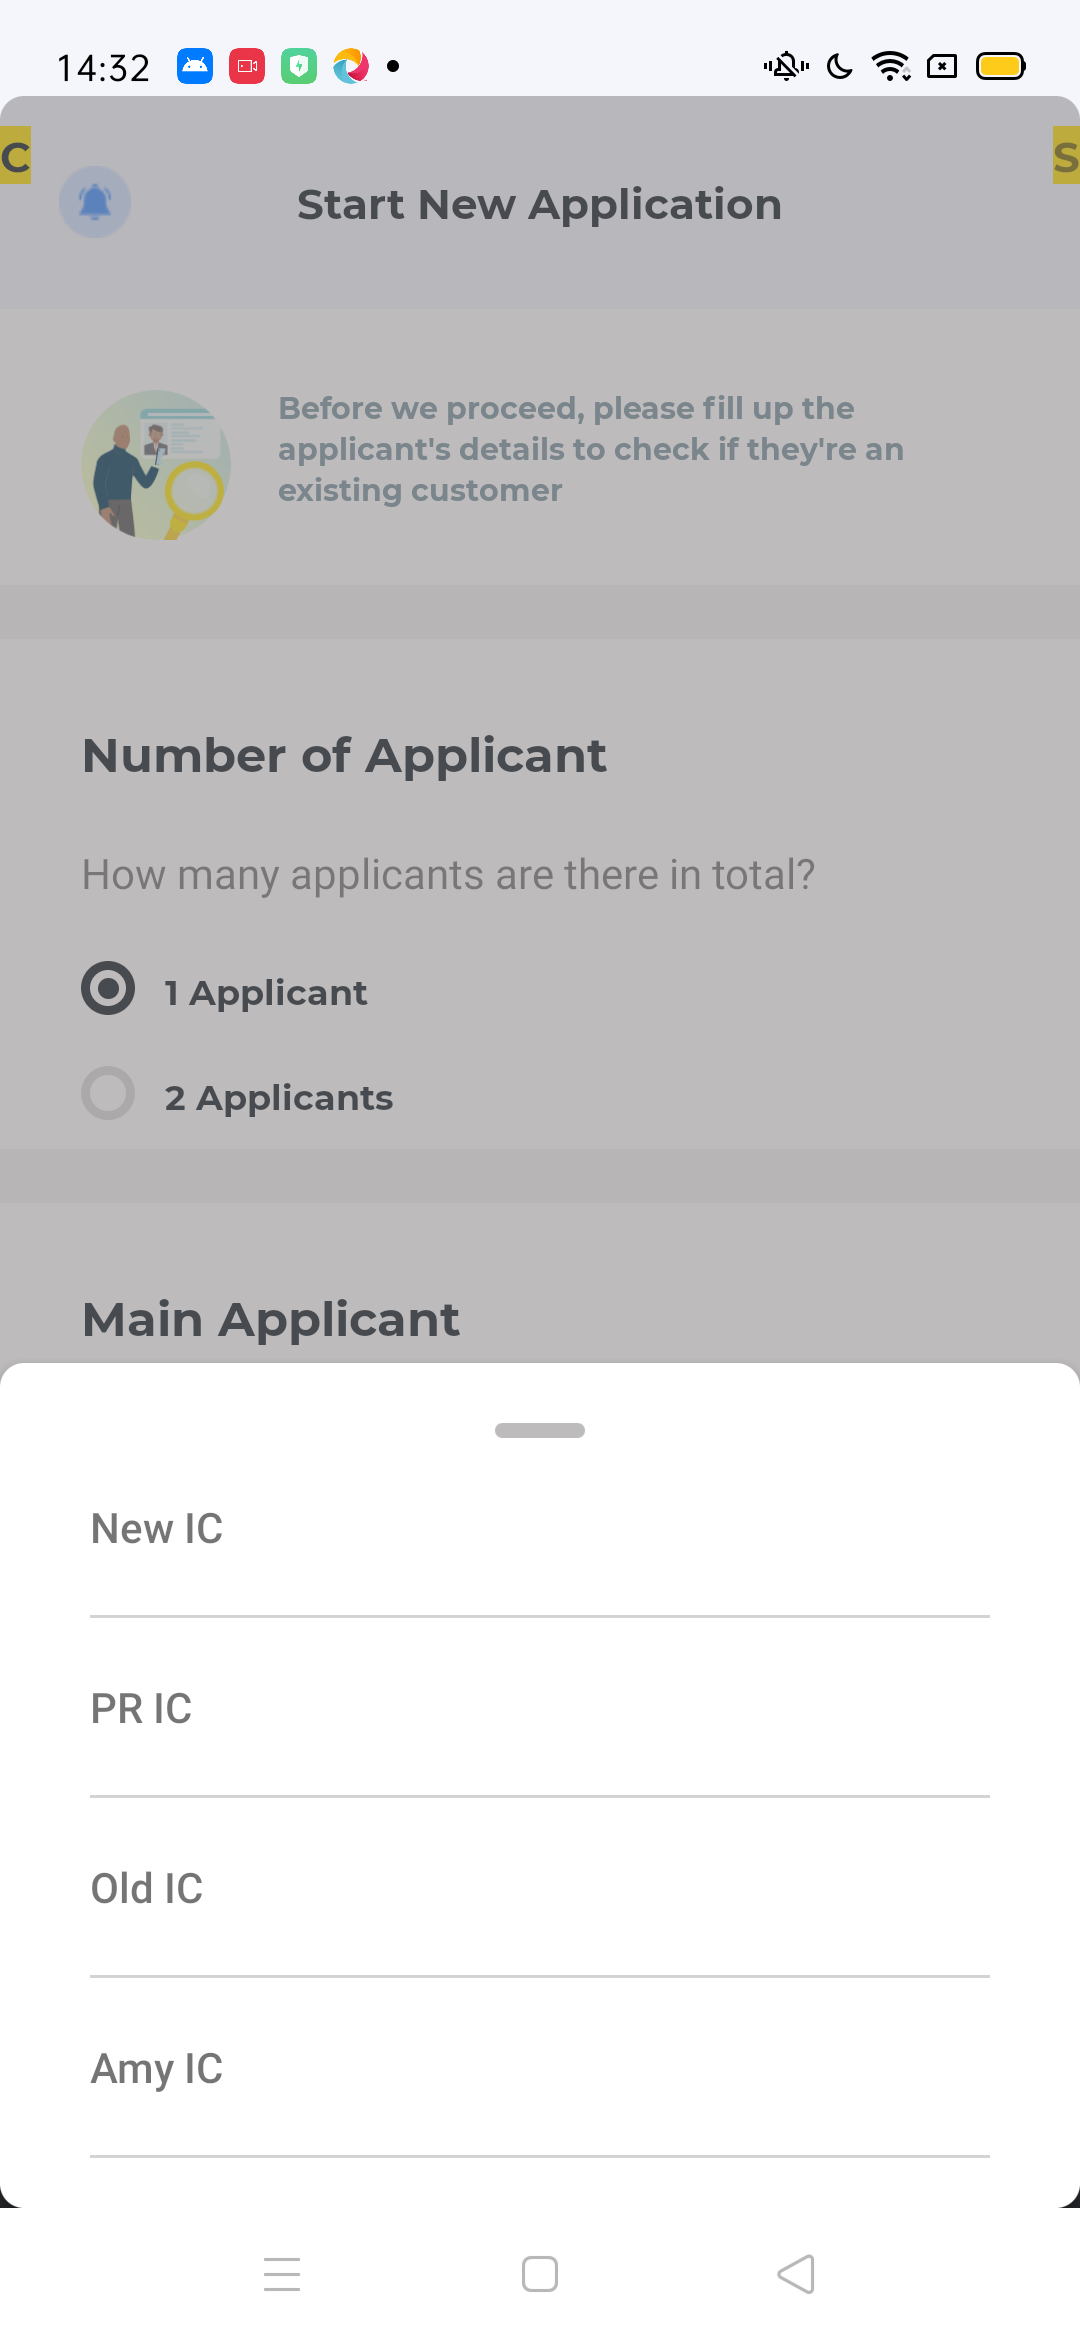 14:32
C
S
Start New Application
Before we proceed, please fill up the
applicant's details to check if they're an
existing customer
Number of Applicant
How many applicants are there in total?
1 Applicant
2 Applicants
Main Applicant
New IC
PR IC
Old IC
Amy IC